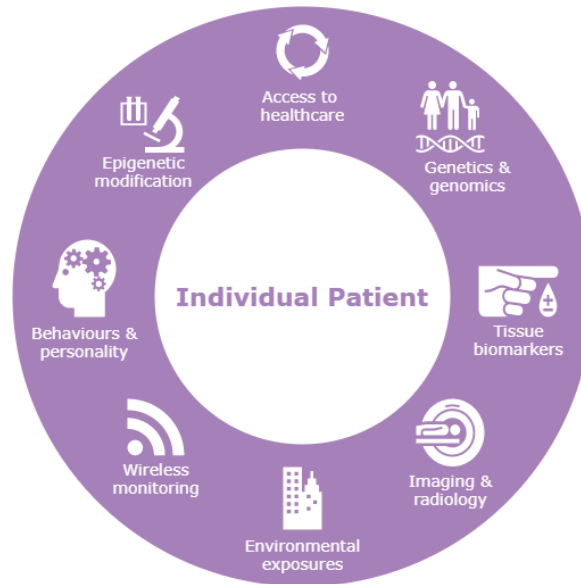 Access to
healthcare
Genetics &
genomics
Tissue
biomarkers
Imaging &
radiology
Environmental
exposures
Wireless
monitoring
Behaviours &
personality
Epigenetic
modification
Individual Patient